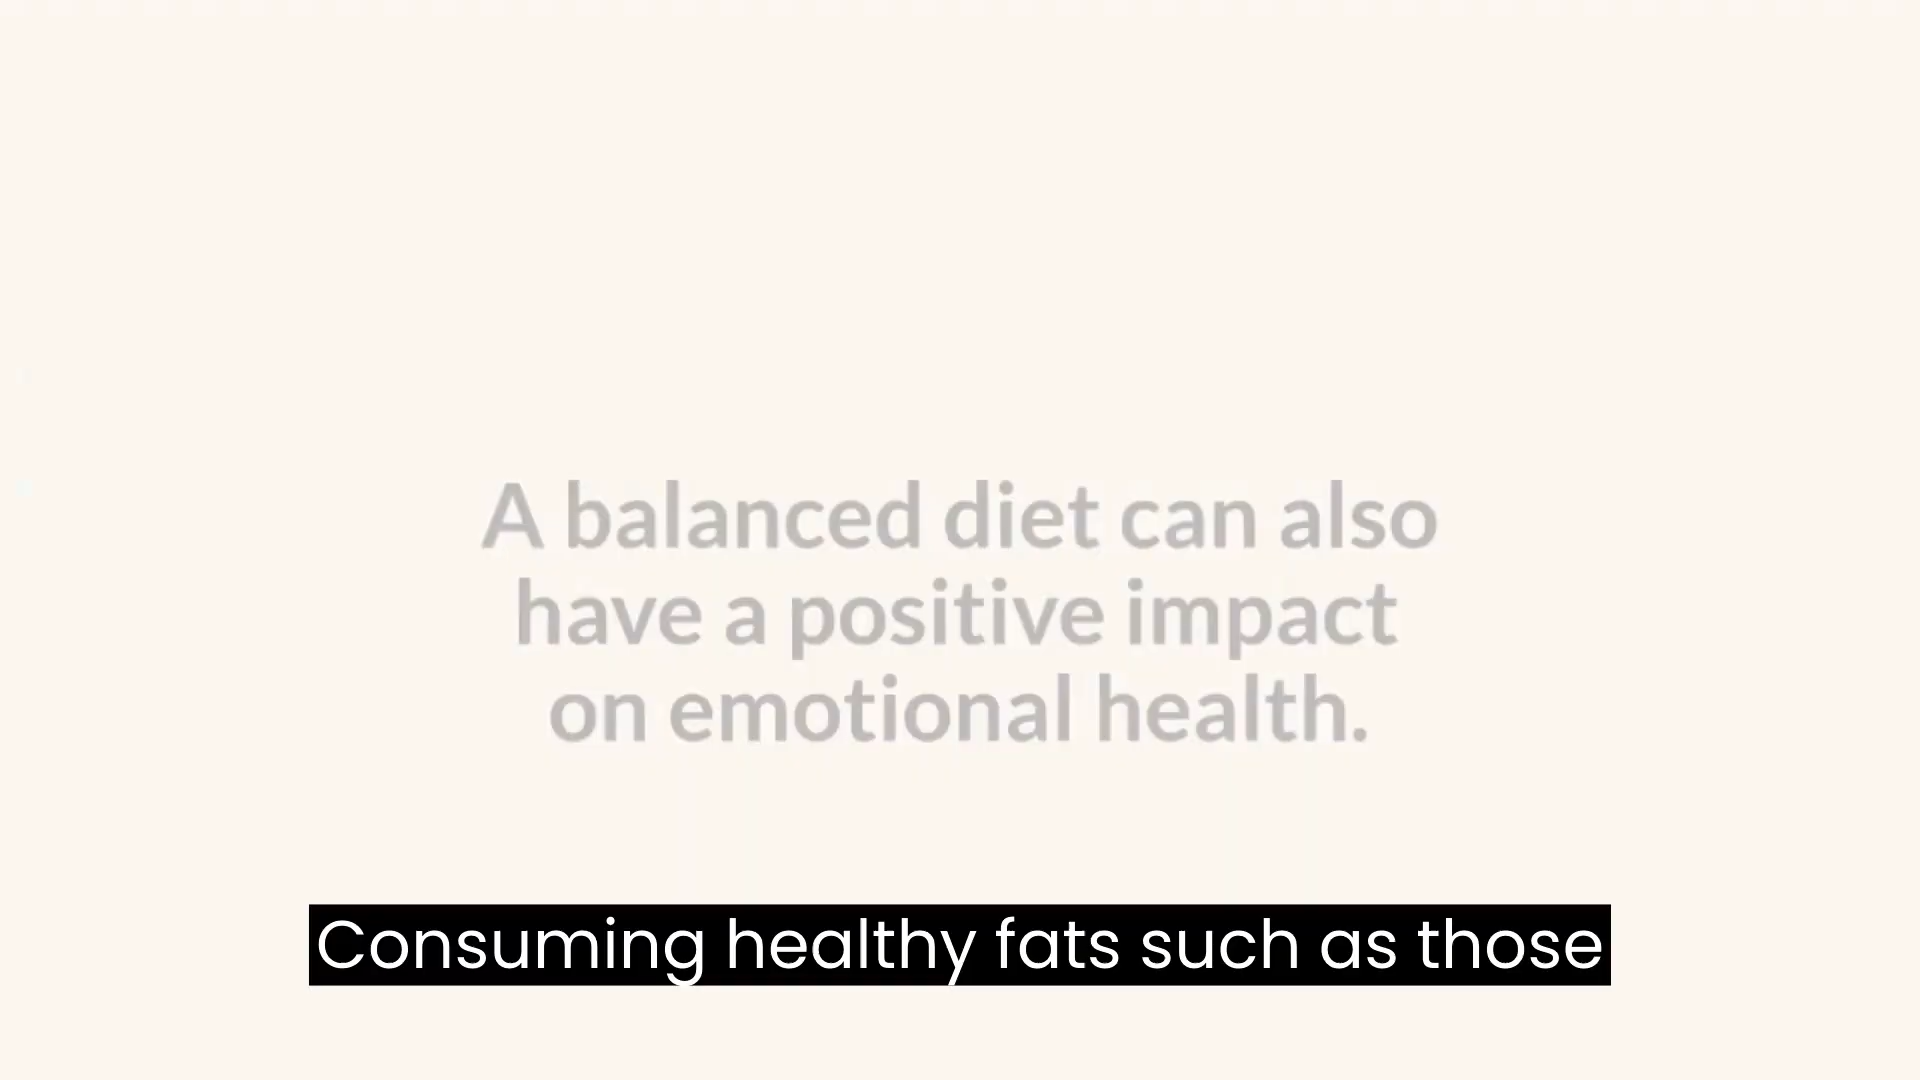 A balanced diet can also
have a positive impact
on emotional health.
Consuming healthy fats such as those